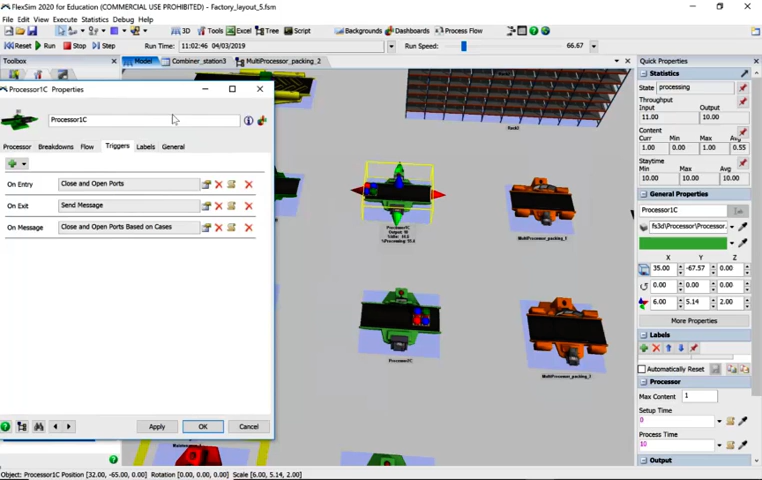 FlexSim 2020 for Education (COMMERCIAL USE PROHIBITED) - Factory_layout_5.fsm
File Edit View Execute Statistics Debug Help
3D Tools Excel Tree Script Backgrounds Dashboards Process Flow
Reset Run Stop Step Run Time: 11:02:46 04/03/2019 Run Speed: 66.67
Toolbox
Model Combiner_station3 MultiProcessor_packing_2
Processor1C Properties
Processor1C
Processor Breakdowns Flow Triggers Labels General
On Entry Close and Open Ports
On Exit Send Message
On Message Close and Open Ports Based on Cases
Apply OK Cancel
Processor1C
Quick Properties
Statistics
State processing
Throughput
Input Output
11.00 10.00
Content
Curr Min Max Avg
1.00 0.00 1.00 0.55
Staytime
Min Max Avg
10.00 10.00 10.00
General Properties
Processor1C
fs3d\Processor\Processor.
X Y Z
35.00 -67.57 0.00
0.00 0.00 0.00
6.00 5.14 2.00
More Properties
Labels
Automatically Reset
Processor
Max Content 1
Setup Time
0
Process Time
10
Output
Object: Processor1C Position [32.00, -65.00, 0.00] Rotation [0.00, 0.00, 0.00] Scale [6.00, 5.14, 2.00]